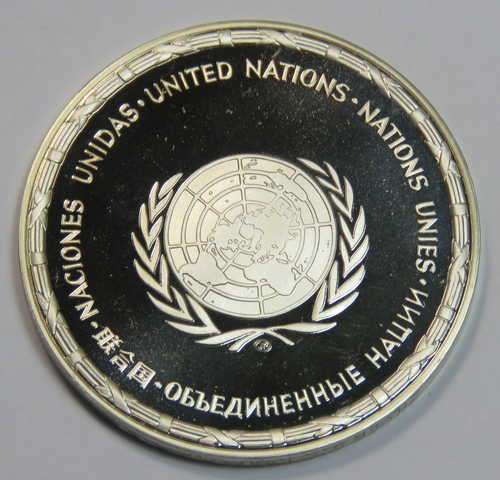 UNITED NATIONS · NATIONS UNIES · ОБЪЕДИНЕННЫЕ НАЦИИ · 联合国 · NACIONES UNIDAS ·